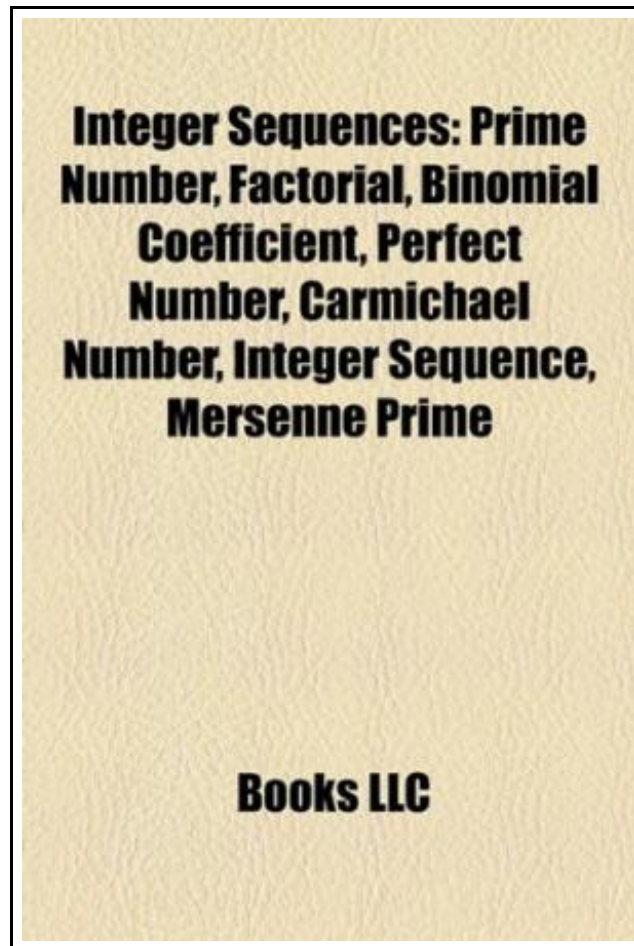 Integer Sequences: Prime
Number, Factorial, Binomial
Coefficient, Perfect
Number, Carmichael
Number, Integer Sequence,
Mersenne Prime
Books LLC